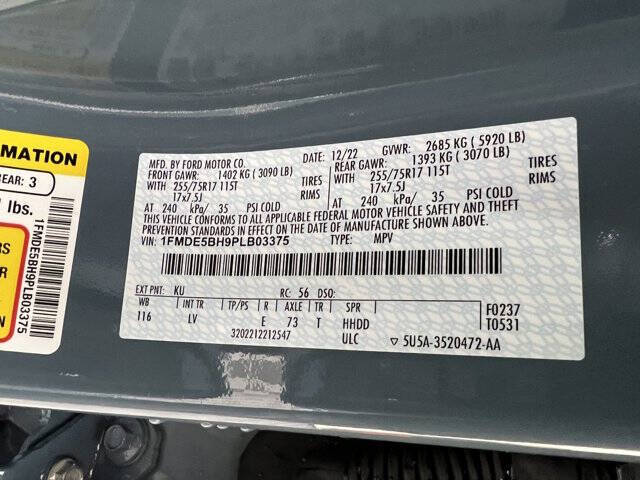 MFD. BY FORD MOTOR CO. 12/22 GVWR: 2685 KG ( 5920 LB)
FRONT GAWR: 1402 KG ( 3090 LB) REAR GAWR: 1393 KG ( 3070 LB)
WITH 255/75R17 115T TIRES WITH 255/75R17 115T TIRES
17x7.5J RIMS 17x7.5J RIMS
AT 240 kPa/ 35 PSI COLD AT 240 kPa/ 35 PSI COLD
THIS VEHICLE CONFORMS TO ALL APPLICABLE FEDERAL MOTOR VEHICLE SAFETY AND THEFT
PREVENTION STANDARDS IN EFFECT ON THE DATE OF MANUFACTURE SHOWN ABOVE.
VIN: 1FMDE5BH9PLB03375 TYPE: MPV
EXT PNT: KU RC: 56 DSO:
WB INT TR TP/PS R AXLE TR SPR F0237
116 LV E 73 T HHDD T0531
3202212212547 ULC 5U5A-3520472-AA
MATION
REAR: 3
lbs.
1FMDE5BH9PLB03375
RS